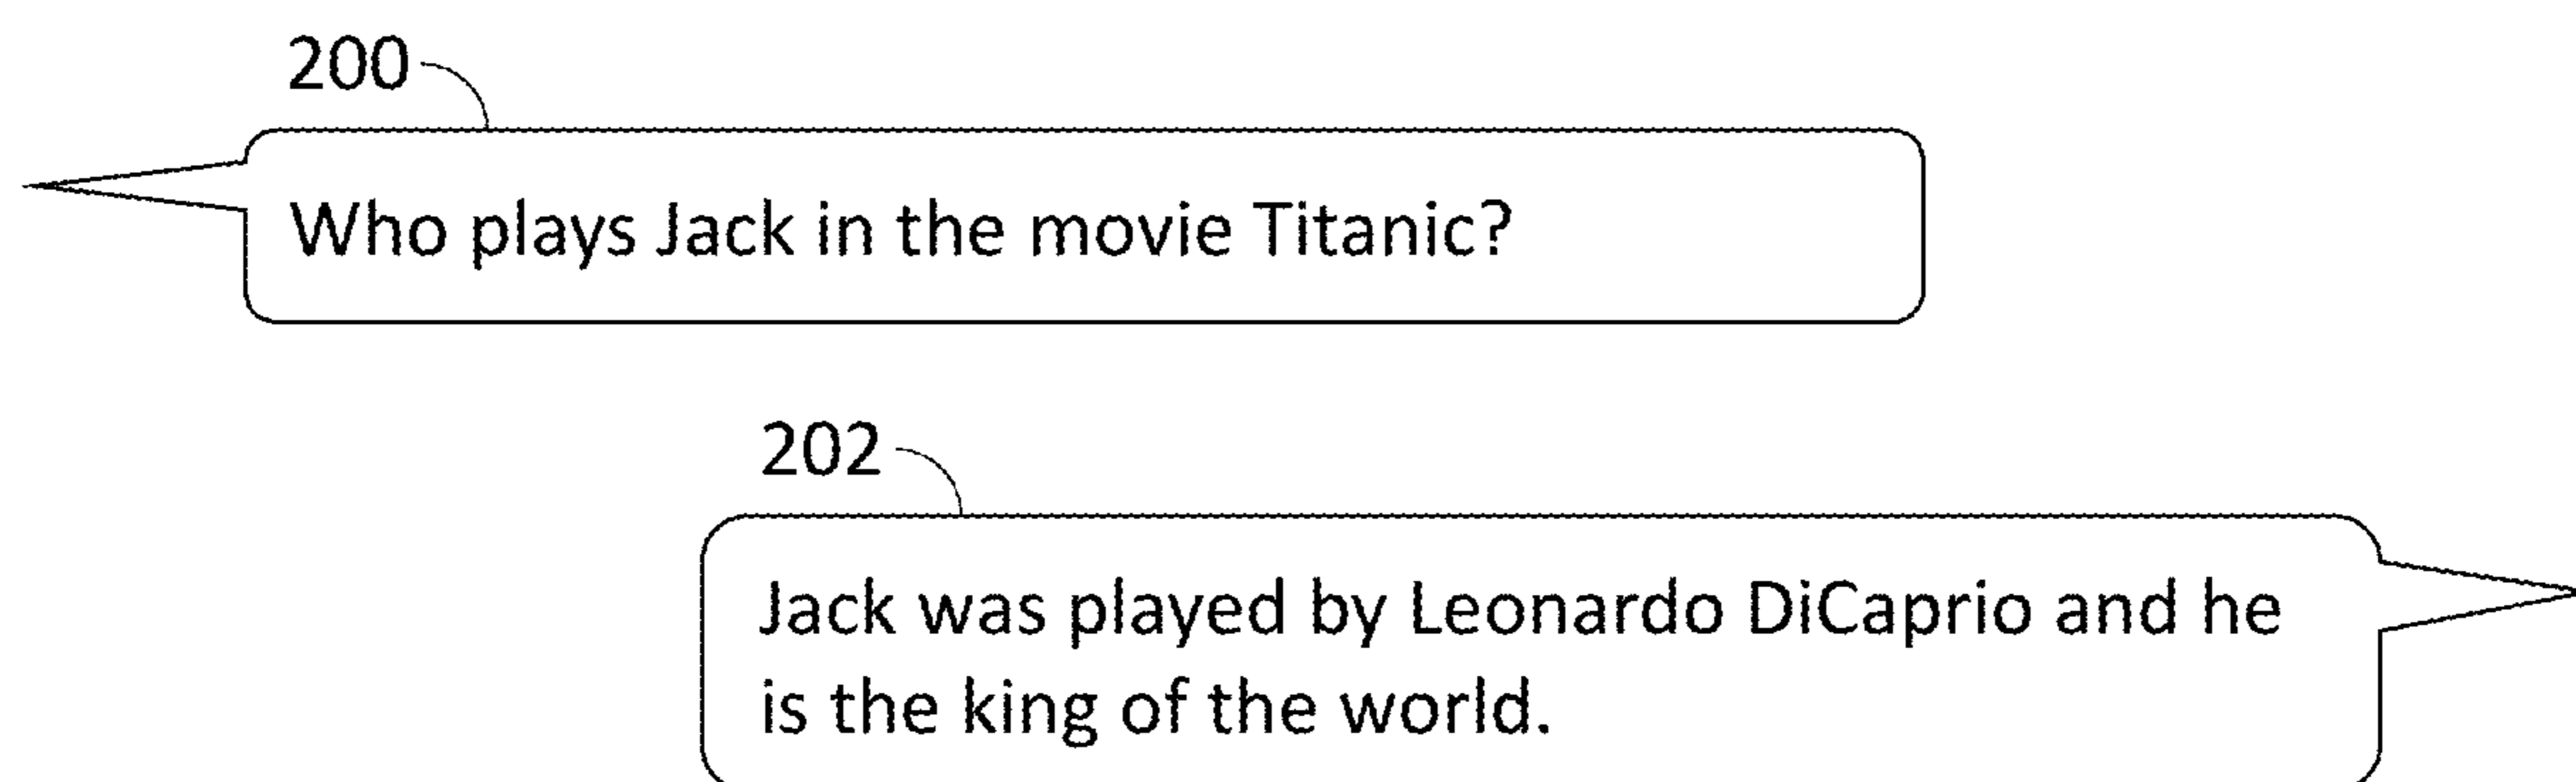 200
Who plays Jack in the movie Titanic?
202
Jack was played by Leonardo DiCaprio and he
is the king of the world.